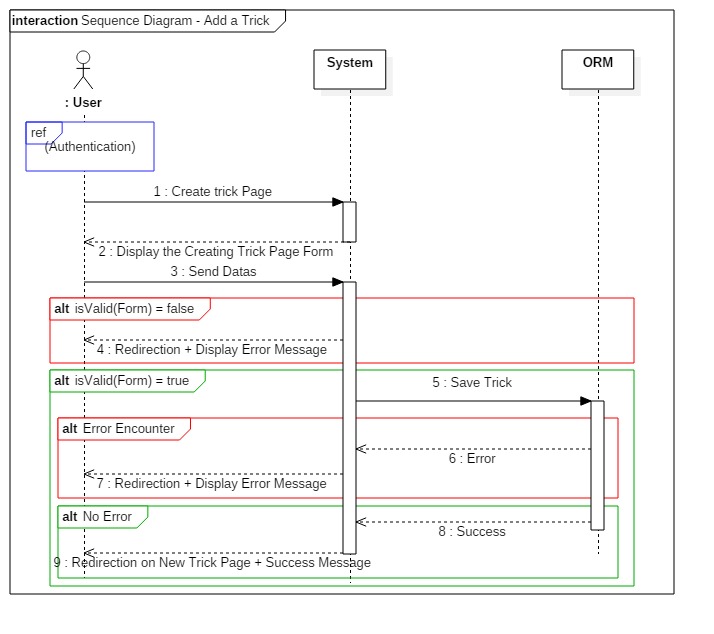 interaction Sequence Diagram - Add a Trick
System
ORM
: User
ref
(Authentication)
1 : Create trick Page
2 : Display the Creating Trick Page Form
3 : Send Datas
alt isValid(Form) = false
4 : Redirection + Display Error Message
alt isValid(Form) = true
5 : Save Trick
alt Error Encounter
6 : Error
7 : Redirection + Display Error Message
alt No Error
8 : Success
9 : Redirection on New Trick Page + Success Message